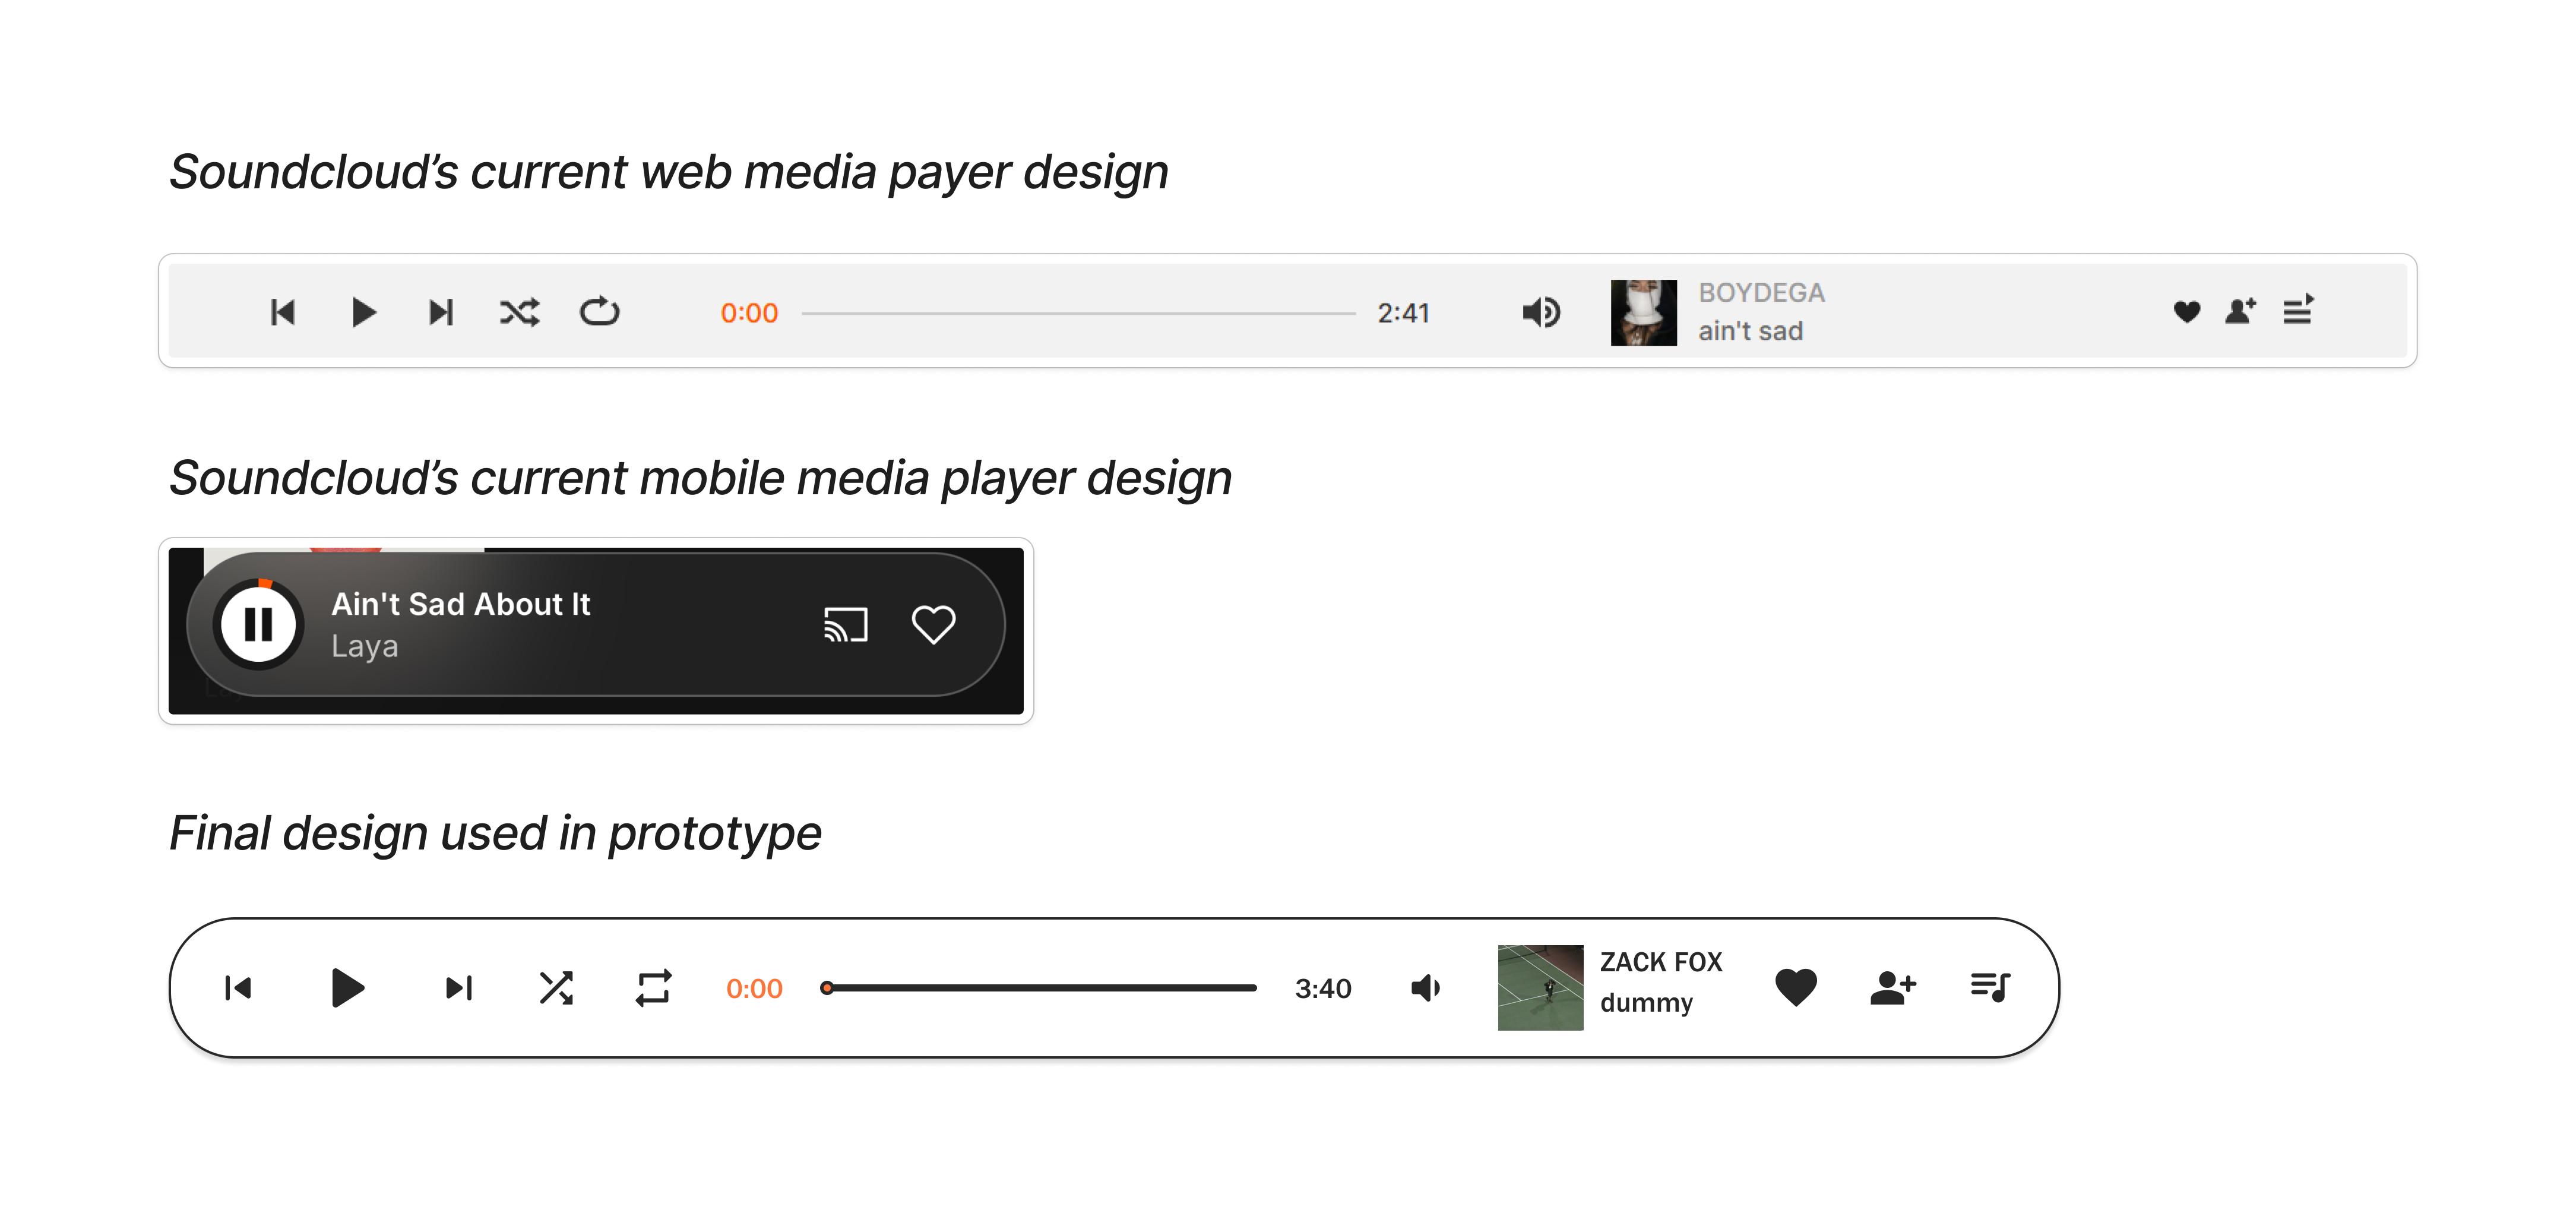 Soundcloud’s current web media payer design
0:00
2:41
BOYDEGA
ain't sad
Soundcloud’s current mobile media player design
Ain't Sad About It
Laya
Final design used in prototype
0:00
3:40
ZACK FOX
dummy